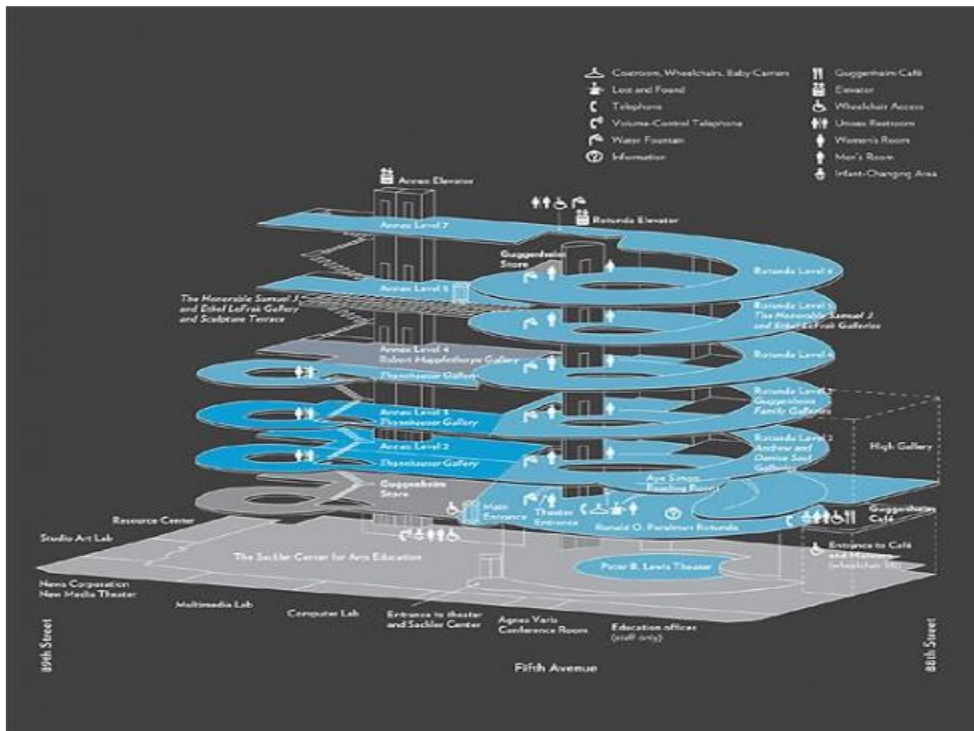 Coatroom, Wheelchairs, Baby Carriers
Lost and Found
Telephone
Volume-Control Telephone
Water Fountain
Information
Guggenheim Café
Elevator
Wheelchair Access
Unisex Restroom
Women's Room
Men's Room
Infant-Changing Area
Annex Elevator
Rotunda Elevator
Annex Level 7
Guggenheim
Store
Rotunda Level 6
Annex Level 5
The Honorable Samuel J.
and Ethel LeFrak Gallery
and Sculpture Terrace
Rotunda Level 5
The Honorable Samuel J.
and Ethel LeFrak Galleries
Annex Level 4
Robert Mapplethorpe Gallery
Thannhauser Gallery
Rotunda Level 4
Annex Level 3
Thannhauser Gallery
Rotunda Level 3
Guggenheim
Family Galleries
Annex Level 2
Thannhauser Gallery
Rotunda Level 2
Andrew and
Denise Saul
Galleries
High Gallery
Guggenheim
Store
Aye Simon
Reading Room
Main
Entrance
Theater
Entrance
Ronald O. Perelman Rotunda
Guggenheim
Café
Resource Center
Studio Art Lab
The Sackler Center for Arts Education
Peter B. Lewis Theater
Entrance to Café
and Museum
News Corporation
New Media Theater
Multimedia Lab
Computer Lab
Entrance to theater
and Sackler Center
Agnes Varis
Conference Room
Education offices
(staff only)
89th Street
Fifth Avenue
88th Street